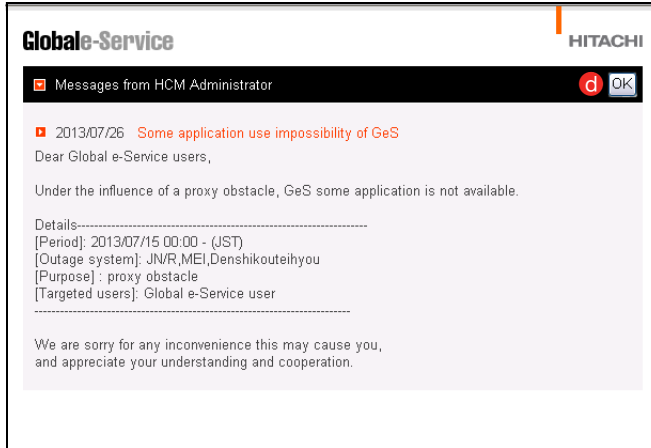 Globale-Service
HITACHI
Messages from HCM Administrator
d OK
2013/07/26 Some application use impossibility of GeS
Dear Global e-Service users,
Under the influence of a proxy obstacle, GeS some application is not available.
Details--------------------------------------------------------------------
[Period]: 2013/07/15 00:00 - (JST)
[Outage system]: JN/R,MEI,Denshikouteihyou
[Purpose] : proxy obstacle
[Targeted users]: Global e-Service user
--------------------------------------------------------------------------
We are sorry for any inconvenience this may cause you,
and appreciate your understanding and cooperation.